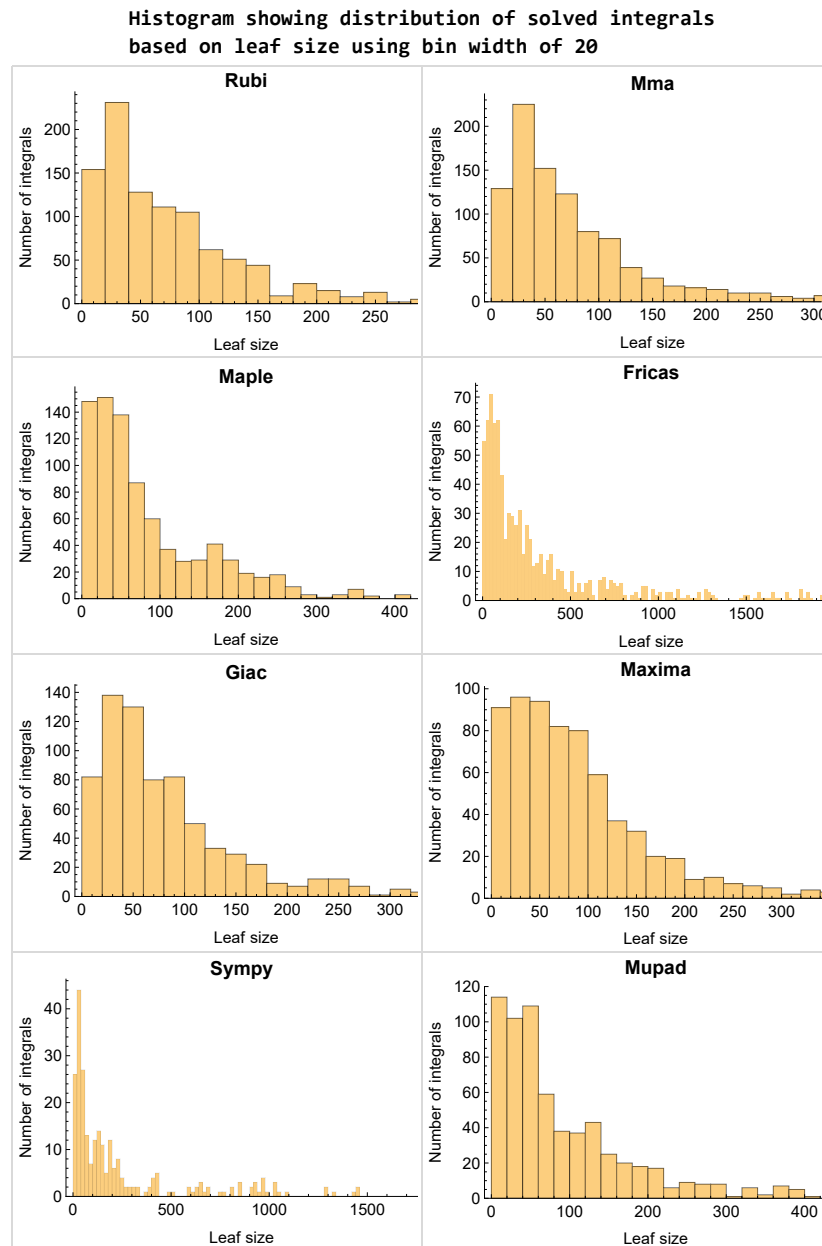 Histogram showing distribution of solved integrals
based on leaf size using bin width of 20
Rubi
Number of integrals
200
150
100
50
0
0 50 100 150 200 250
Leaf size
Mma
Number of integrals
200
150
100
50
0
0 50 100 150 200 250 300
Leaf size
Maple
Number of integrals
140
120
100
80
60
40
20
0
0 100 200 300 400
Leaf size
Fricas
Number of integrals
70
60
50
40
30
20
10
0
0 500 1000 1500
Leaf size
Giac
Number of integrals
140
120
100
80
60
40
20
0
0 50 100 150 200 250 300
Leaf size
Maxima
Number of integrals
100
80
60
40
20
0
0 50 100 150 200 250 300
Leaf size
Sympy
Number of integrals
40
30
20
10
0
0 500 1000 1500
Leaf size
Mupad
Number of integrals
120
100
80
60
40
20
0
0 100 200 300 400
Leaf size